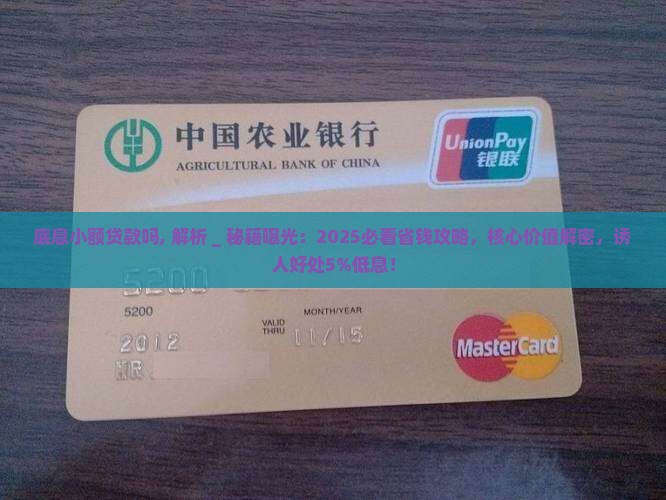 中国农业银行
AGRICULTURAL BANK OF CHINA
UnionPay
银联
息小额贷款吗, 解析 _ 秘籍曝光：2025必看省钱攻略，核心价值解密，诱
人好处5%低息!
5200
5200
MONTH/YEAR
VALID
THRU
11/15
2012
MR.
MasterCard